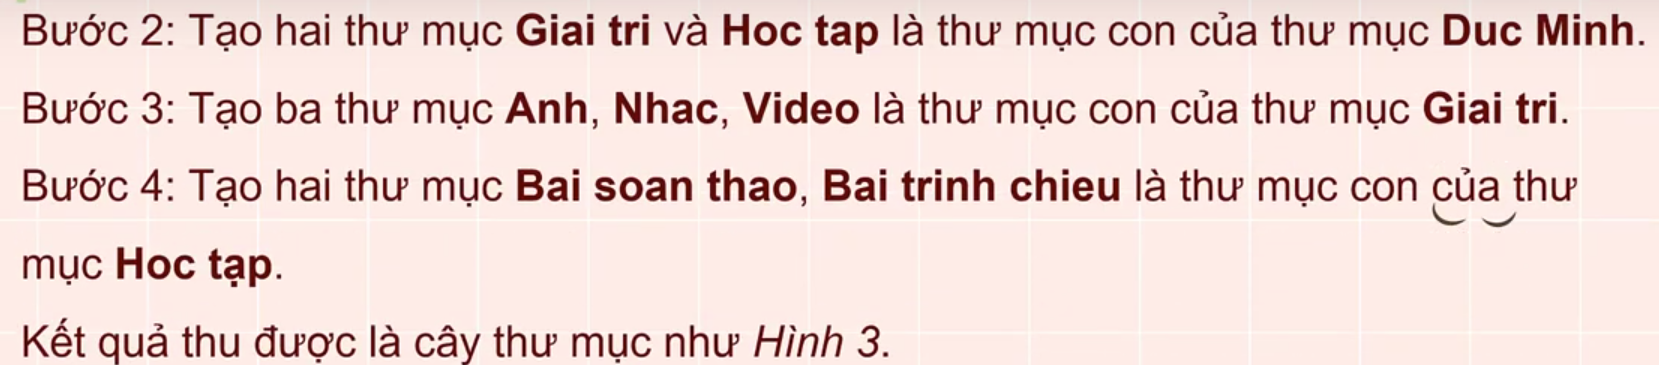 Bước 2: Tạo hai thư mục Giai tri và Hoc tap là thư mục con của thư mục Duc Minh.
Bước 3: Tạo ba thư mục Anh, Nhac, Video là thư mục con của thư mục Giai tri.
Bước 4: Tạo hai thư mục Bai soan thao, Bai trinh chieu là thư mục con của thư
mục Hoc tạp.
Kết quả thu được là cây thư mục như Hình 3.